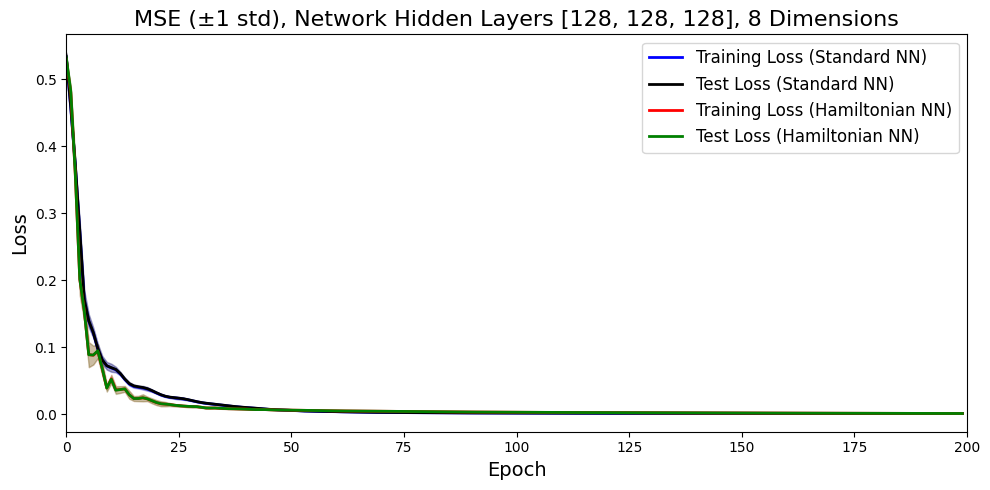 MSE (±1 std), Network Hidden Layers [128, 128, 128], 8 Dimensions
Training Loss (Standard NN)
Test Loss (Standard NN)
Training Loss (Hamiltonian NN)
Test Loss (Hamiltonian NN)
Loss
0.5
0.4
0.3
0.2
0.1
0.0
0 25 50 75 100 125 150 175 200
Epoch